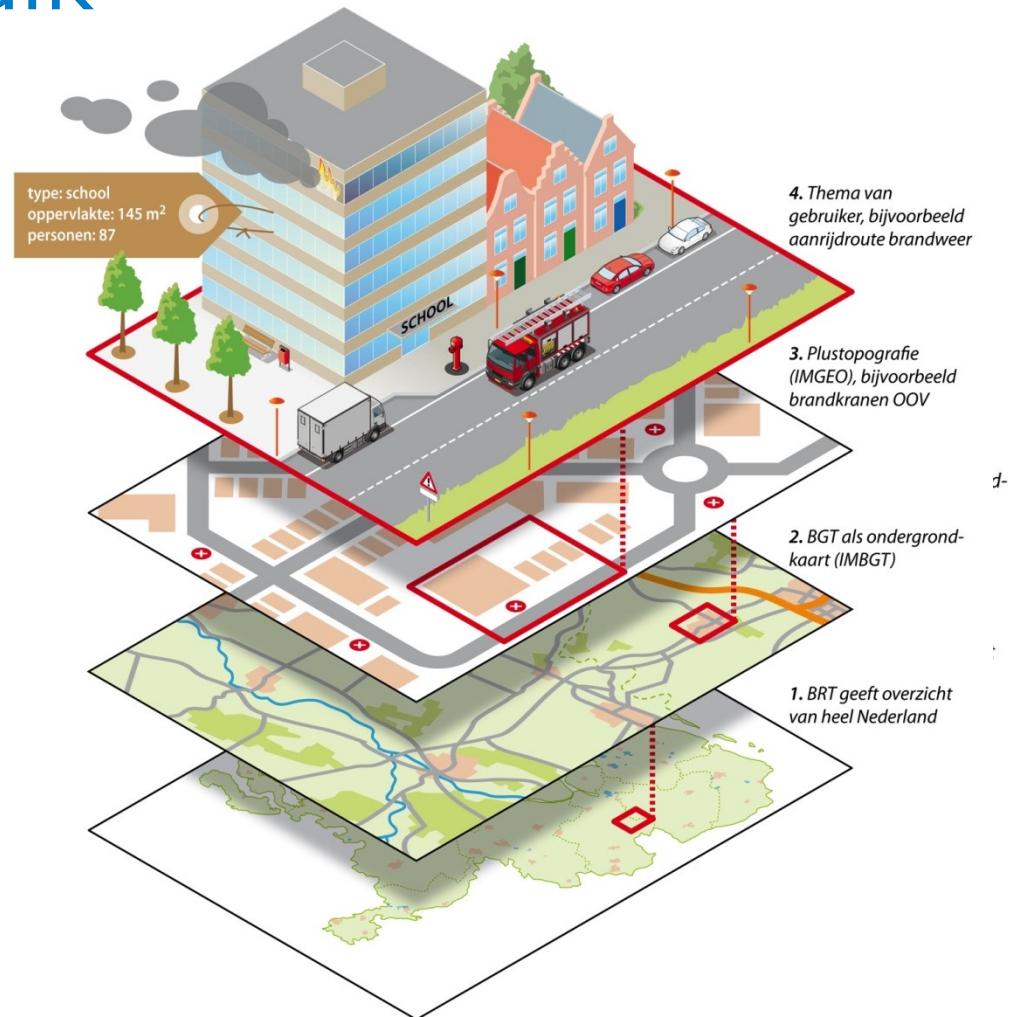 type: school
oppervlakte: 145 m²
personen: 87
SCHOOL
4. Thema van
gebruiker, bijvoorbeeld
aanrijdroute brandweer
3. Plustopografie
(IMGEO), bijvoorbeeld
brandkranen OOV
d-
2. BGT als ondergrond-
kaart (IMBGT)
1. BRT geeft overzicht
van heel Nederland